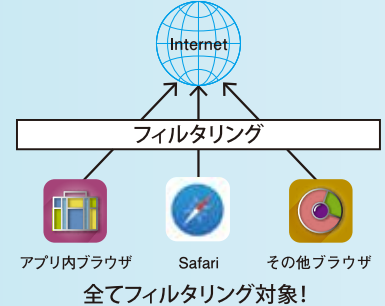 Internet
フィルタリング
アプリ内ブラウザ
Safari
その他ブラウザ
全てフィルタリング対象!